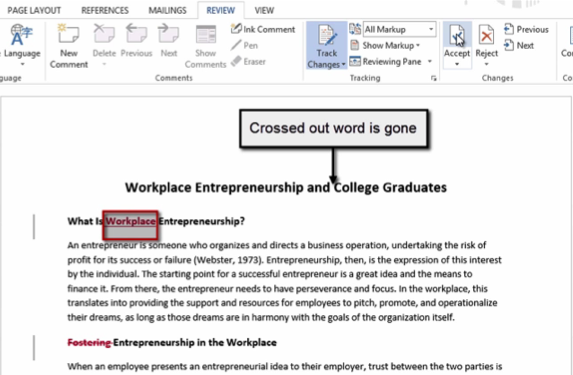 PAGE LAYOUT REFERENCES MAILINGS REVIEW VIEW
Language
guage
New Comment
Delete
Previous
Next
Show Comments
Ink Comment
Pen
Eraser
Comments
Track Changes
All Markup
Show Markup
Reviewing Pane
Tracking
Accept
Reject
Previous
Next
Changes
Crossed out word is gone
Workplace Entrepreneurship and College Graduates
What Is Workplace Entrepreneurship?
An entrepreneur is someone who organizes and directs a business operation, undertaking the risk of
profit for its success or failure (Webster, 1973). Entrepreneurship, then, is the expression of this interest
by the individual. The starting point for a successful entrepreneur is a great idea and the means to
finance it. From there, the entrepreneur needs to have perseverance and focus. In the workplace, this
translates into providing the support and resources for employees to pitch, promote, and operationalize
their dreams, as long as those dreams are in harmony with the goals of the organization itself.
Fostering Entrepreneurship in the Workplace
When an employee presents an entrepreneurial idea to their employer, trust between the two parties is